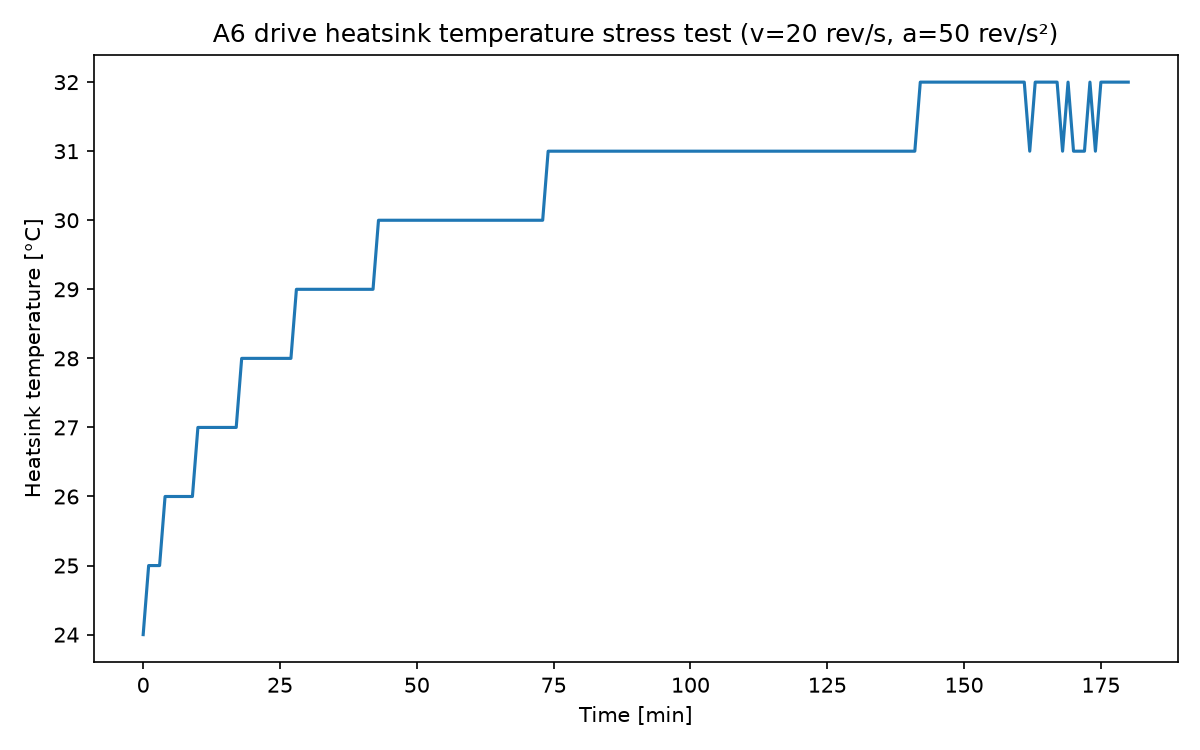 A6 drive heatsink temperature stress test (v=20 rev/s, a=50 rev/s²)
Heatsink temperature [°C]
32
31
30
29
28
27
26
25
24
0 25 50 75 100 125 150 175
Time [min]